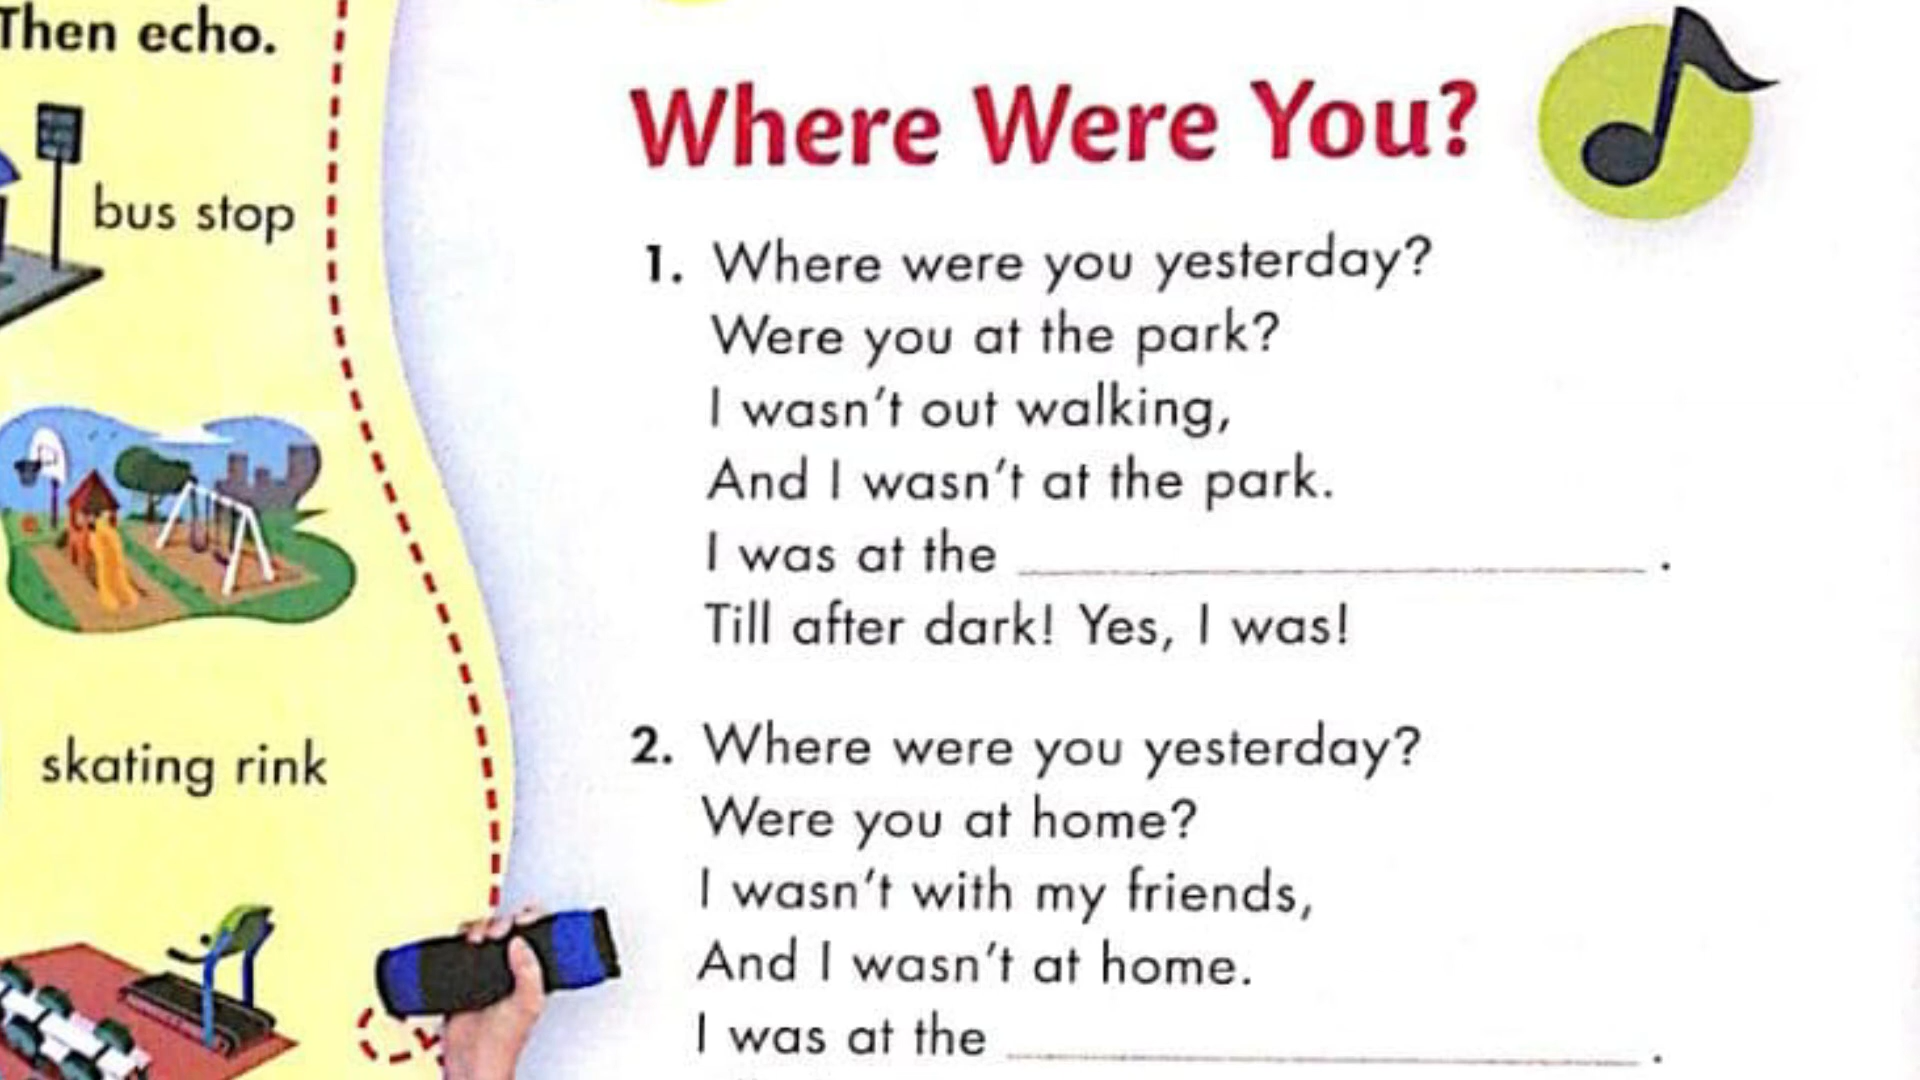 Then echo.
bus stop
skating rink
Where Were You?
1. Where were you yesterday?
Were you at the park?
I wasn't out walking,
And I wasn't at the park.
I was at the ____________________.
Till after dark! Yes, I was!
2. Where were you yesterday?
Were you at home?
I wasn't with my friends,
And I wasn't at home.
I was at the ____________________.